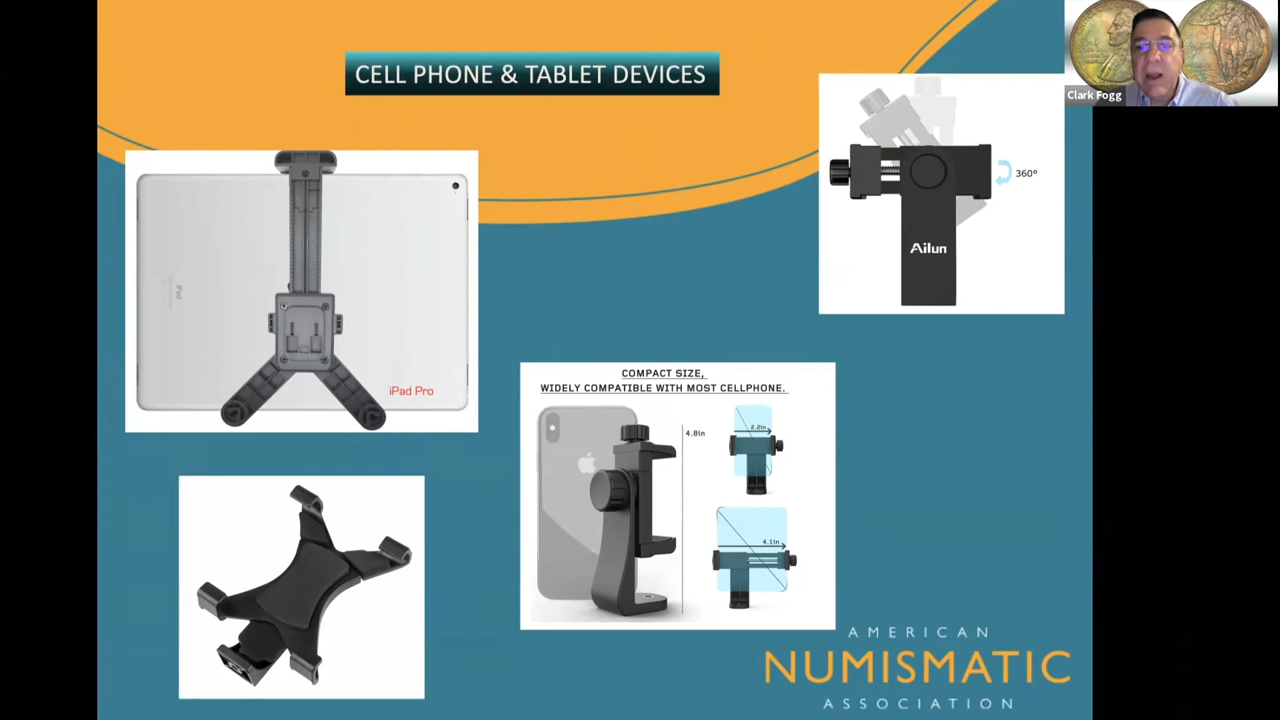 CELL PHONE & TABLET DEVICES
Clark Fogg
360°
Ailun
iPad
iPad Pro
COMPACT SIZE,
WIDELY COMPATIBLE WITH MOST CELLPHONE.
4.8in
2.2in
4.1in
AMERICAN
NUMISMATIC
ASSOCIATION